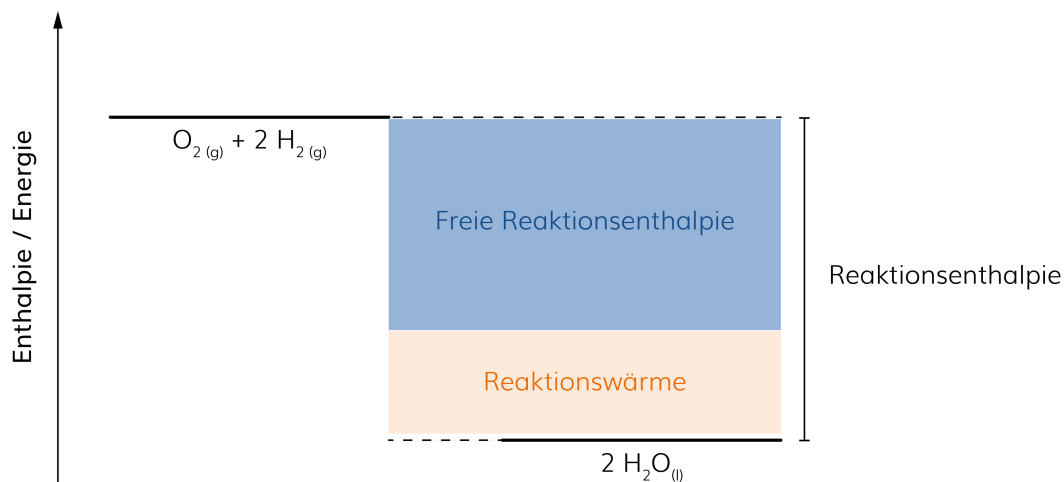 Enthalpie / Energie
O₂ (g) + 2 H₂ (g)
Freie Reaktionsenthalpie
Reaktionsenthalpie
Reaktionswärme
2 H₂O(l)